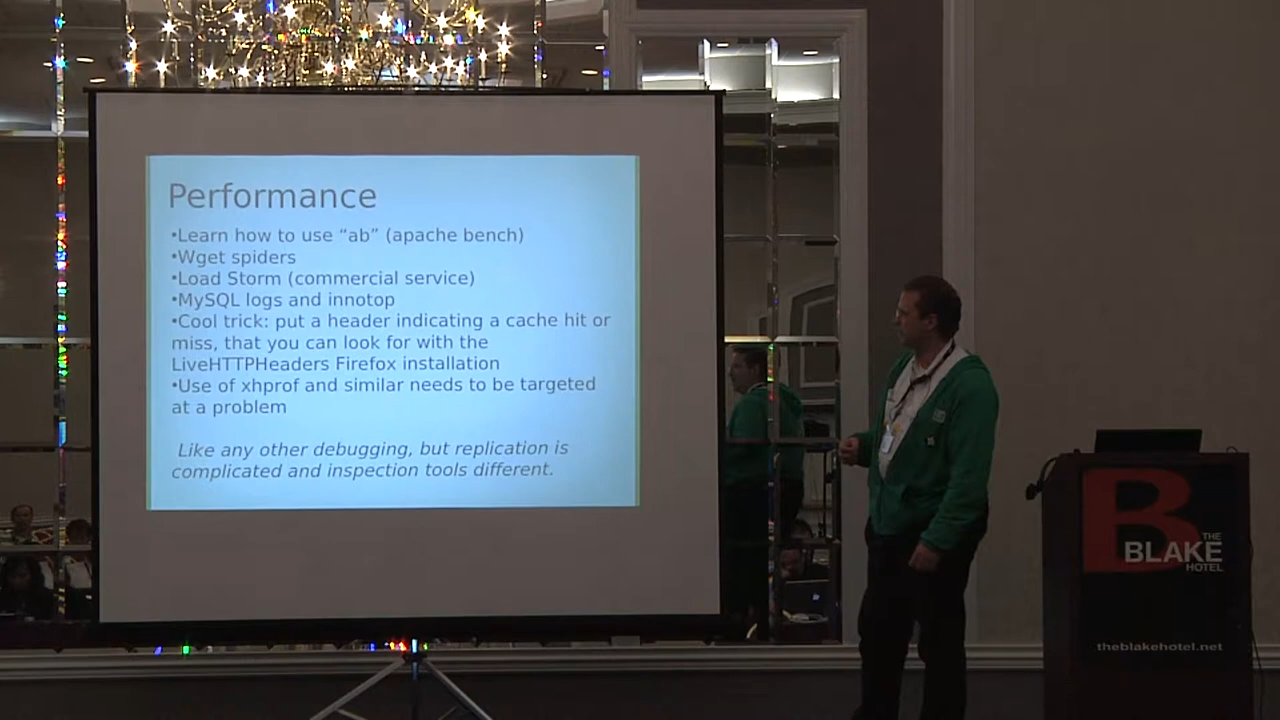 Performance
•Learn how to use “ab” (apache bench)
•Wget spiders
•Load Storm (commercial service)
•MySQL logs and innotop
•Cool trick: put a header indicating a cache hit or
miss, that you can look for with the
LiveHTTPHeaders Firefox installation
•Use of xhprof and similar needs to be targeted
at a problem
Like any other debugging, but replication is
complicated and inspection tools different.
B
THE
BLAKE
HOTEL
theblakehotel.net